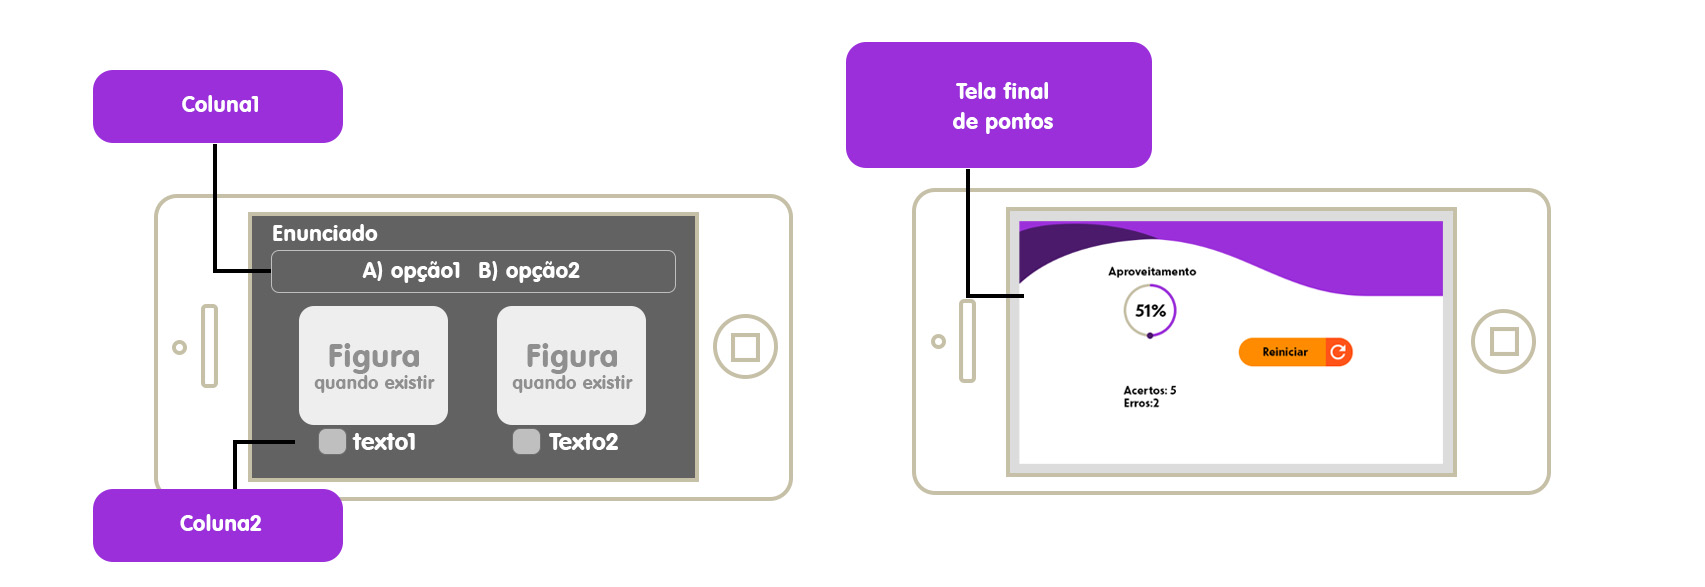 Coluna1
Enunciado
A) opção1 B) opção2
Figura
quando existir
Figura
quando existir
texto1
Texto2
Coluna2
Tela final
de pontos
Aproveitamento
51%
Reiniciar
Acertos: 5
Erros:2